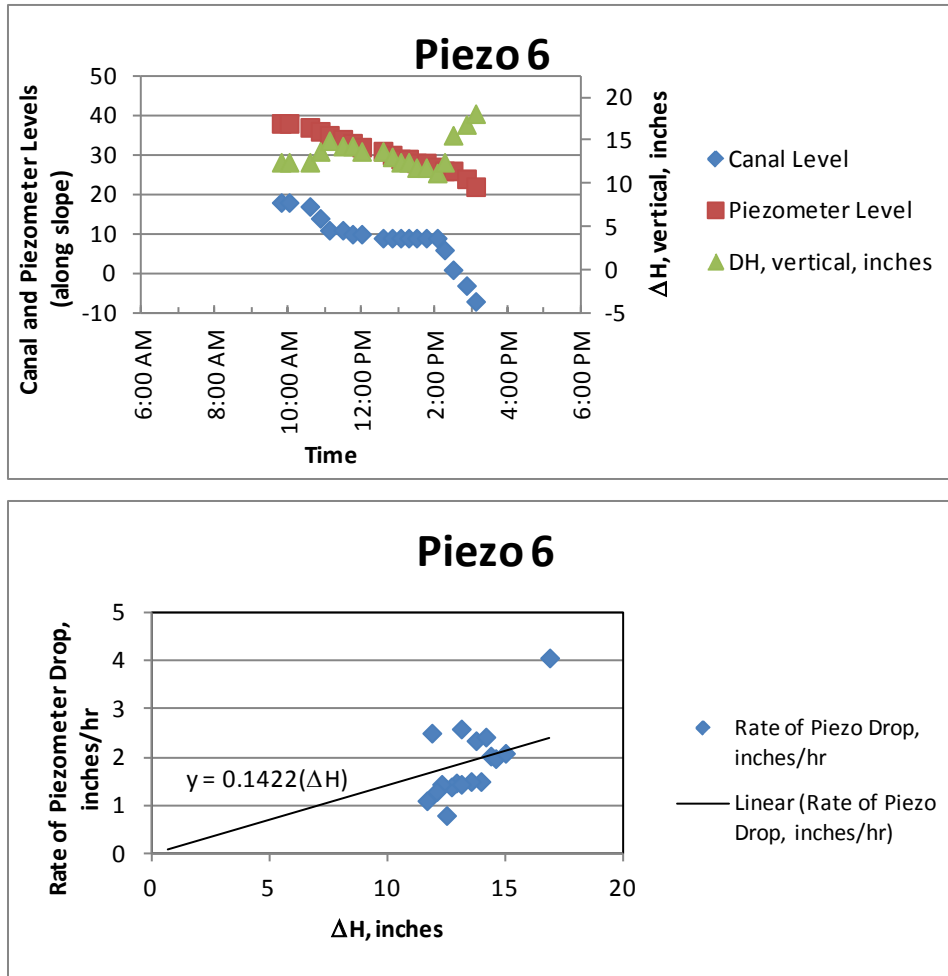 Piezo 6
Canal and Piezometer Levels
(along slope)
50
40
30
20
10
0
-10
20
15
10
5
0
-5
ΔH, vertical, inches
6:00 AM
8:00 AM
10:00 AM
12:00 PM
2:00 PM
4:00 PM
6:00 PM
Time
Canal Level
Piezometer Level
DH, vertical, inches
Piezo 6
Rate of Piezometer Drop,
inches/hr
5
4
3
2
1
0
y = 0.1422(ΔH)
0
5
10
15
20
ΔH, inches
Rate of Piezo Drop,
inches/hr
Linear (Rate of Piezo
Drop, inches/hr)